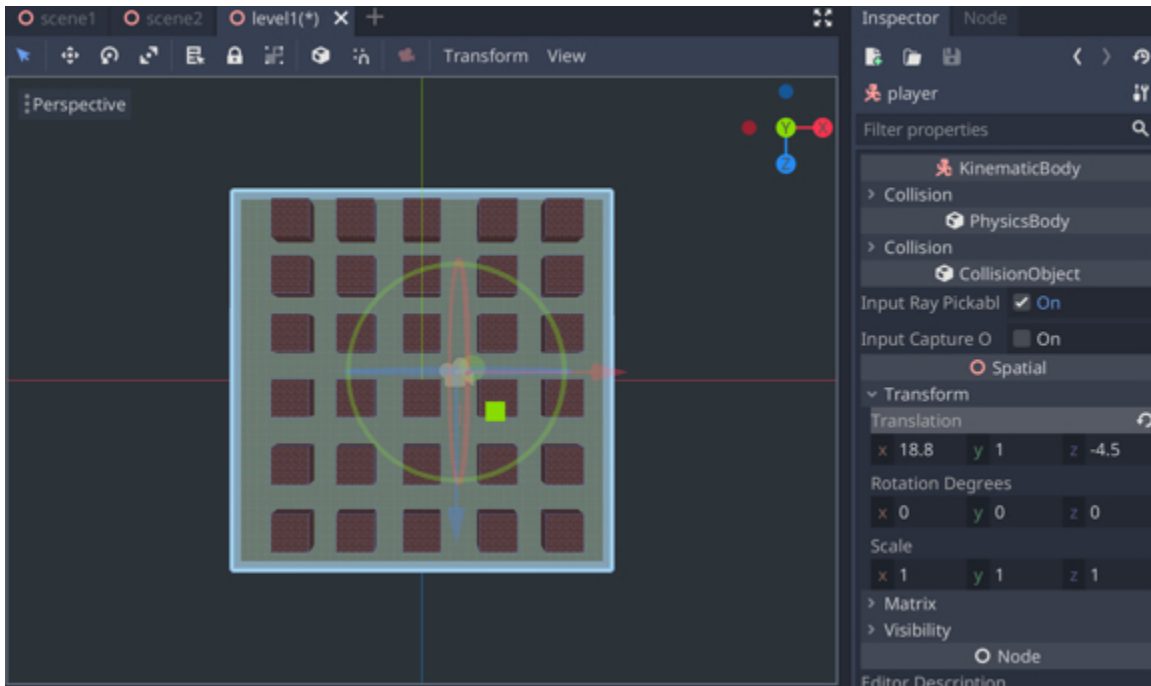 scene1 scene2 level1(*)
Transform View
Perspective
Y X
Z
Inspector Node
player
Filter properties
KinematicBody
Collision
PhysicsBody
Collision
CollisionObject
Input Ray Pickabl On
Input Capture O On
Spatial
Transform
Translation
x 18.8 y 1 z -4.5
Rotation Degrees
x 0 y 0 z 0
Scale
x 1 y 1 z 1
Matrix
Visibility
Node
Editor Description